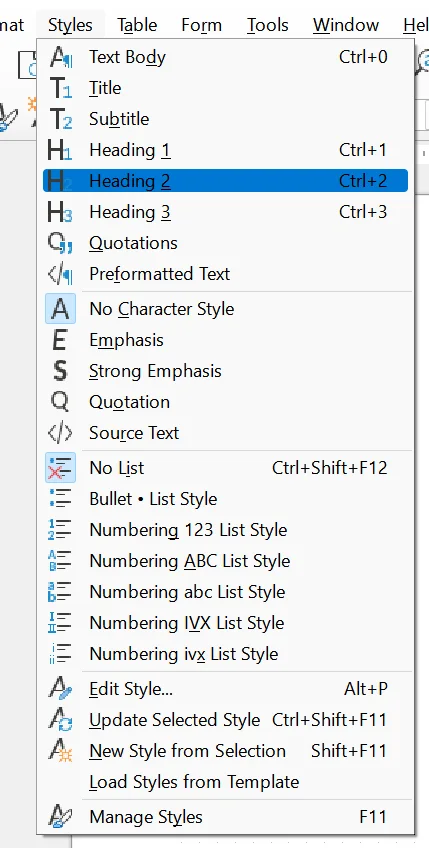 mat Styles Table Form Tools Window Hel
Text Body Ctrl+0
Title
Subtitle
Heading 1 Ctrl+1
Heading 2 Ctrl+2
Heading 3 Ctrl+3
Quotations
Preformatted Text
No Character Style
Emphasis
Strong Emphasis
Quotation
Source Text
No List Ctrl+Shift+F12
Bullet • List Style
Numbering 123 List Style
Numbering ABC List Style
Numbering abc List Style
Numbering IVX List Style
Numbering ivx List Style
Edit Style... Alt+P
Update Selected Style Ctrl+Shift+F11
New Style from Selection Shift+F11
Load Styles from Template
Manage Styles F11